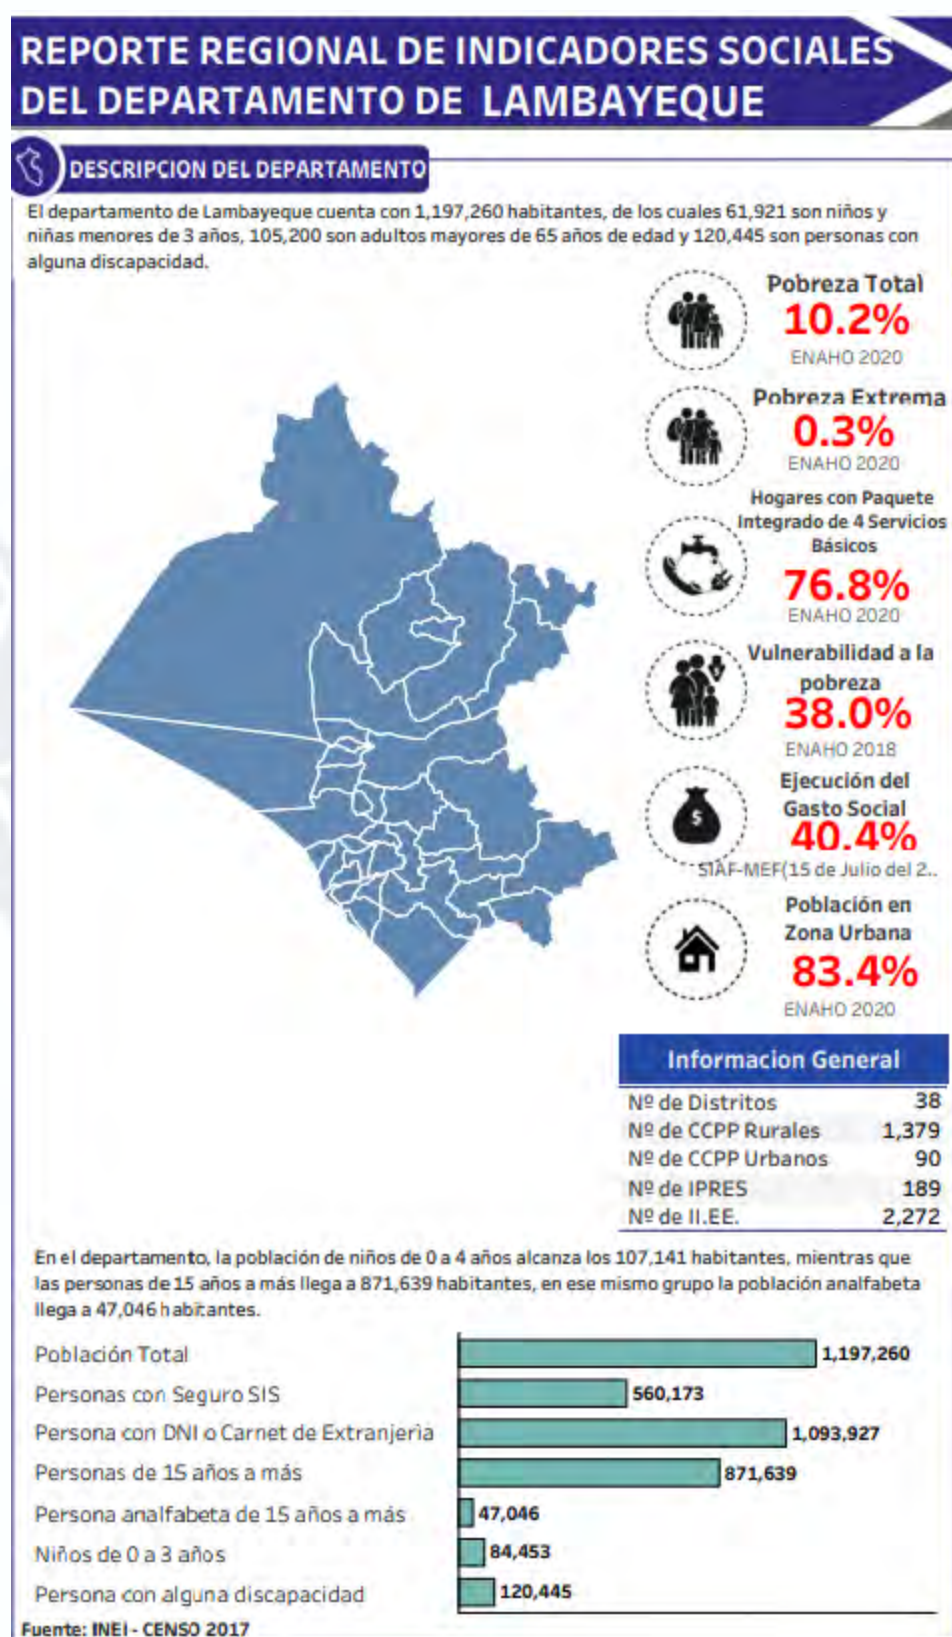 REPORTE REGIONAL DE INDICADORES SOCIALES
DEL DEPARTAMENTO DE LAMBAYEQUE
DESCRIPCION DEL DEPARTAMENTO
El departamento de Lambayeque cuenta con 1,197,260 habitantes, de los cuales 61,921 son niños y
niñas menores de 3 años, 105,200 son adultos mayores de 65 años de edad y 120,445 son personas con
alguna discapacidad.
Pobreza Total
10.2%
ENAHO 2020
Pobreza Extrema
0.3%
ENAHO 2020
Hogares con Paquete
Integrado de 4 Servicios
Básicos
76.8%
ENAHO 2020
Vulnerabilidad a la
pobreza
38.0%
ENAHO 2018
Ejecución del
Gasto Social
$
40.4%
SIAF-MEF(15 de Julio del 2..
Población en
Zona Urbana
83.4%
ENAHO 2020
Informacion General
Nº de Distritos 38
Nº de CCPP Rurales 1,379
Nº de CCPP Urbanos 90
Nº de IPRES 189
Nº de II.EE. 2,272
En el departamento, la población de niños de 0 a 4 años alcanza los 107,141 habitantes, mientras que
las personas de 15 años a más llega a 871,639 habitantes, en ese mismo grupo la población analfabeta
llega a 47,046 habitantes.
Población Total 1,197,260
Personas con Seguro SIS 560,173
Persona con DNI o Carnet de Extranjeria 1,093,927
Personas de 15 años a más 871,639
Persona analfabeta de 15 años a más 47,046
Niños de 0 a 3 años 84,453
Persona con alguna discapacidad 120,445
Fuente: INEI - CENSO 2017